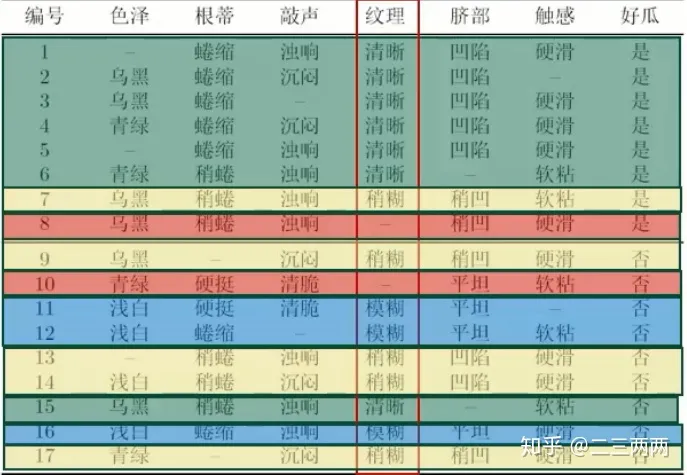 编号 色泽 根蒂 敲声 纹理 脐部 触感 好瓜
1 – 蜷缩 浊响 清晰 凹陷 硬滑 是
2 乌黑 蜷缩 沉闷 清晰 凹陷 – 是
3 乌黑 蜷缩 – 清晰 凹陷 硬滑 是
4 青绿 蜷缩 沉闷 清晰 凹陷 硬滑 是
5 – 蜷缩 浊响 清晰 凹陷 硬滑 是
6 青绿 稍蜷 浊响 清晰 – 软粘 是
7 乌黑 稍蜷 浊响 稍糊 稍凹 软粘 是
8 乌黑 稍蜷 浊响 – 稍凹 硬滑 是
9 乌黑 – 沉闷 稍糊 稍凹 硬滑 否
10 青绿 硬挺 清脆 – 平坦 软粘 否
11 浅白 硬挺 清脆 模糊 平坦 – 否
12 浅白 蜷缩 – 模糊 平坦 软粘 否
13 – 稍蜷 浊响 稍糊 凹陷 硬滑 否
14 浅白 稍蜷 沉闷 稍糊 凹陷 硬滑 否
15 乌黑 稍蜷 浊响 清晰 – 软粘 否
16 浅白 蜷缩 浊响 模糊 平坦 硬滑 否
17 青绿 – 沉闷 稍糊 稍凹 硬滑 否
知乎 @二三两两